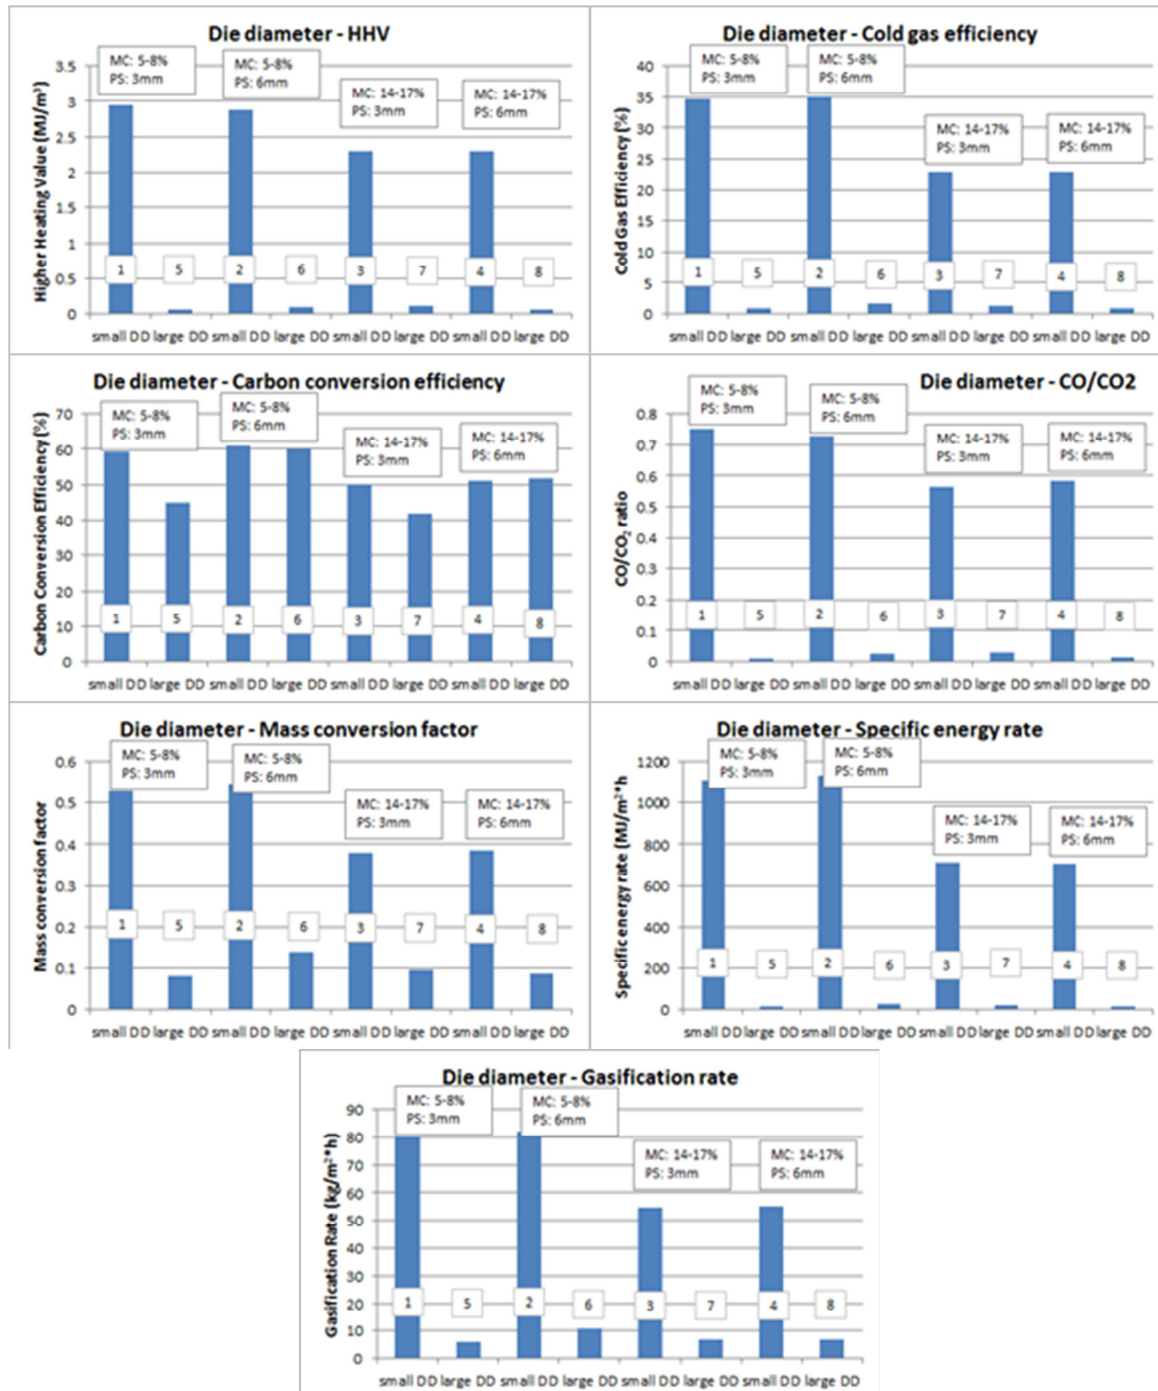 Die diameter - HHV
MC: 5-8%
PS: 3mm
MC: 5-8%
PS: 6mm
MC: 14-17%
PS: 3mm
MC: 14-17%
PS: 6mm
Higher Heating Value (MJ/m³)
3.5
3
2.5
2
1.5
1
0.5
0
1 5 2 6 3 7 4 8
small DD large DD small DD large DD small DD large DD small DD large DD
Die diameter - Cold gas efficiency
MC: 5-8%
PS: 3mm
MC: 5-8%
PS: 6mm
MC: 14-17%
PS: 3mm
MC: 14-17%
PS: 6mm
Cold Gas Efficiency (%)
40
35
30
25
20
15
10
5
0
1 5 2 6 3 7 4 8
small DD large DD small DD large DD small DD large DD small DD large DD
Die diameter - Carbon conversion efficiency
MC: 5-8%
PS: 3mm
MC: 5-8%
PS: 6mm
MC: 14-17%
PS: 3mm
MC: 14-17%
PS: 6mm
Carbon Conversion Efficiency (%)
70
60
50
40
30
20
10
0
1 5 2 6 3 7 4 8
small DD large DD small DD large DD small DD large DD small DD large DD
Die diameter - CO/CO2
MC: 5-8%
PS: 3mm
MC: 5-8%
PS: 6mm
MC: 14-17%
PS: 3mm
MC: 14-17%
PS: 6mm
CO/CO₂ ratio
0.8
0.7
0.6
0.5
0.4
0.3
0.2
0.1
0
1 5 2 6 3 7 4 8
small DD large DD small DD large DD small DD large DD small DD large DD
Die diameter - Mass conversion factor
MC: 5-8%
PS: 3mm
MC: 5-8%
PS: 6mm
MC: 14-17%
PS: 3mm
MC: 14-17%
PS: 6mm
Mass conversion factor
0.6
0.5
0.4
0.3
0.2
0.1
0
1 5 2 6 3 7 4 8
small DD large DD small DD large DD small DD large DD small DD large DD
Die diameter - Specific energy rate
MC: 5-8%
PS: 3mm
MC: 5-8%
PS: 6mm
MC: 14-17%
PS: 3mm
MC: 14-17%
PS: 6mm
Specific energy rate (MJ/m²*h)
1200
1000
800
600
400
200
0
1 5 2 6 3 7 4 8
small DD large DD small DD large DD small DD large DD small DD large DD
Die diameter - Gasification rate
MC: 5-8%
PS: 3mm
MC: 5-8%
PS: 6mm
MC: 14-17%
PS: 3mm
MC: 14-17%
PS: 6mm
Gasification Rate (kg/m²*h)
90
80
70
60
50
40
30
20
10
0
1 5 2 6 3 7 4 8
small DD large DD small DD large DD small DD large DD small DD large DD